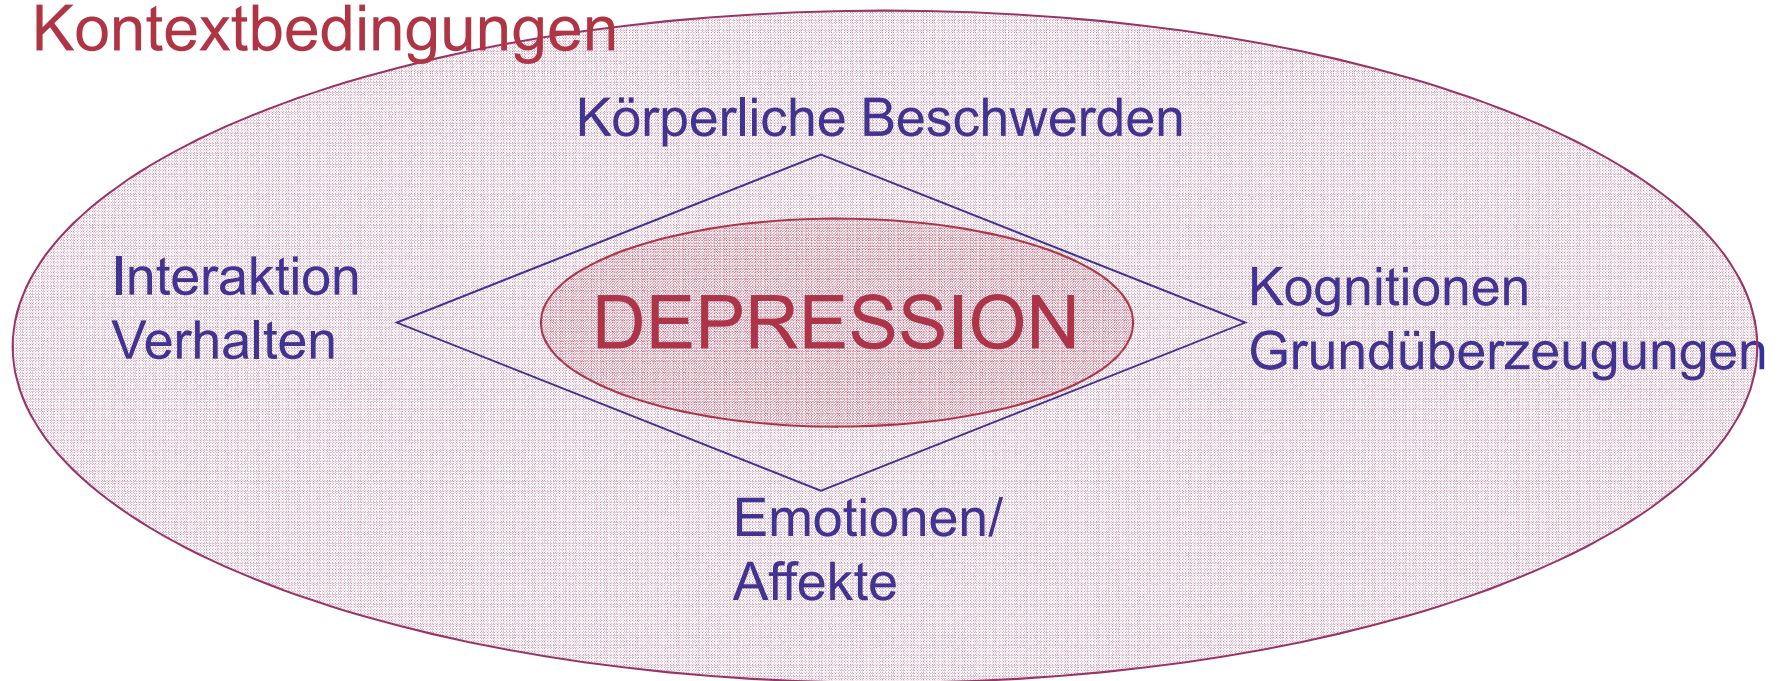 Kontextbedingungen
Körperliche Beschwerden
Interaktion
Verhalten
DEPRESSION
Kognitionen
Grundüberzeugungen
Emotionen/
Affekte